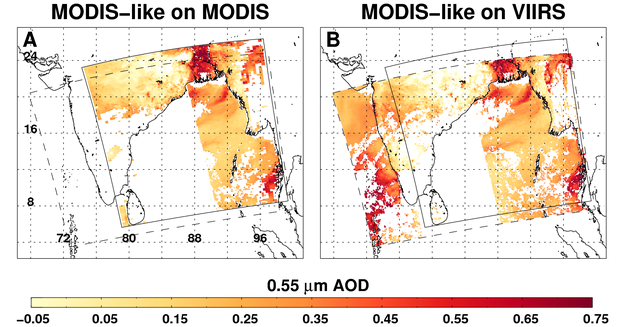 MODIS−like on MODIS
MODIS−like on VIIRS
A
B
24
16
8
72 80 88 96
0.55 μm AOD
−0.05 0.05 0.15 0.25 0.35 0.45 0.55 0.65 0.75